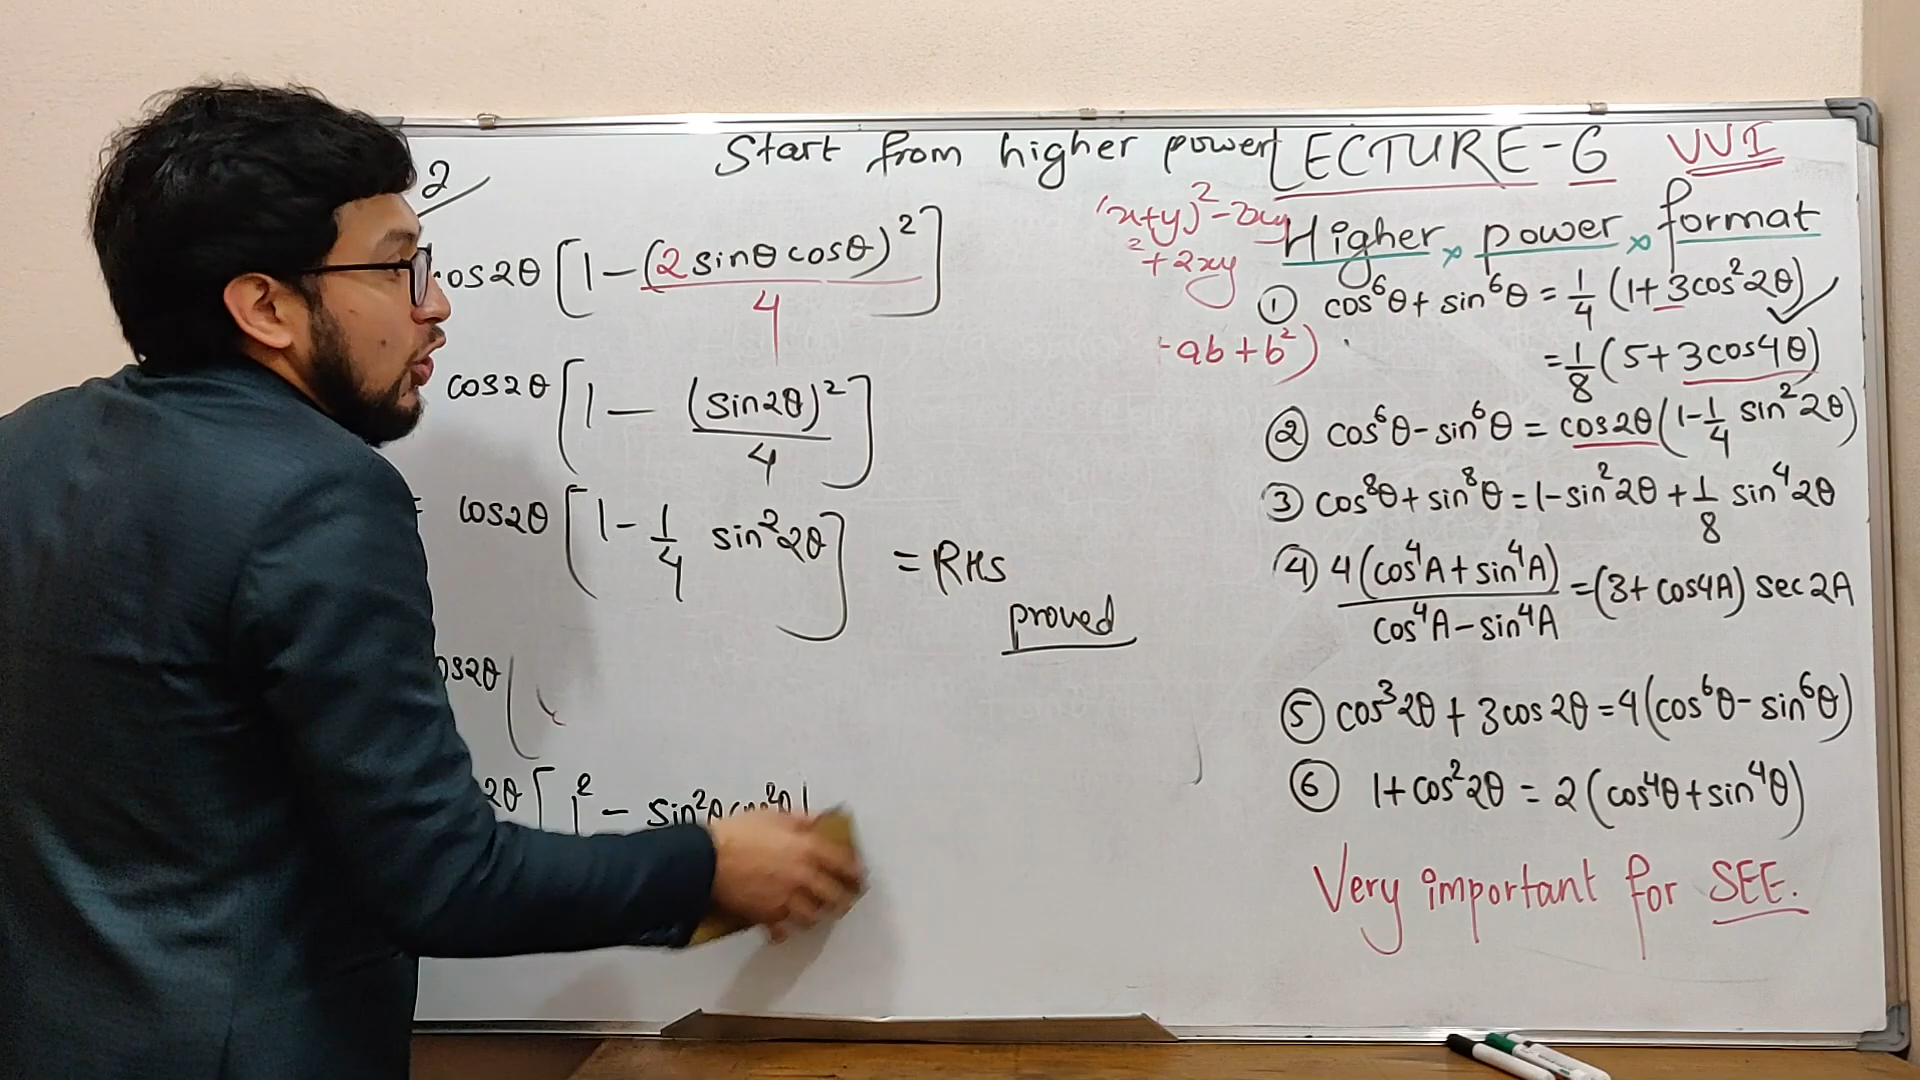 Start from higher power
LECTURE-6 VVI
2
cos2θ [1-(2sinθcosθ)²/4]
cos2θ [1 - (sin2θ)²/4]
= cos2θ [1-1/4 sin²2θ] = RHS
proved
os2θ (
2θ [1² - sin²θcos²θ]
(x+y)²-2xy
² + 2xy
-ab+b²)
Higher power format
① cos⁶θ+sin⁶θ = 1/4 (1+3cos²2θ)
= 1/8 (5+3cos4θ)
② cos⁶θ-sin⁶θ = cos2θ(1-1/4 sin²2θ)
③ cos⁸θ+sin⁸θ = 1-sin²2θ + 1/8 sin⁴2θ
④ 4(cos⁴A+sin⁴A)/cos⁴A-sin⁴A = (3+cos4A) sec2A
⑤ cos³2θ + 3cos2θ = 4(cos⁶θ-sin⁶θ)
⑥ 1+cos²2θ = 2(cos⁴θ+sin⁴θ)
Very important for SEE.